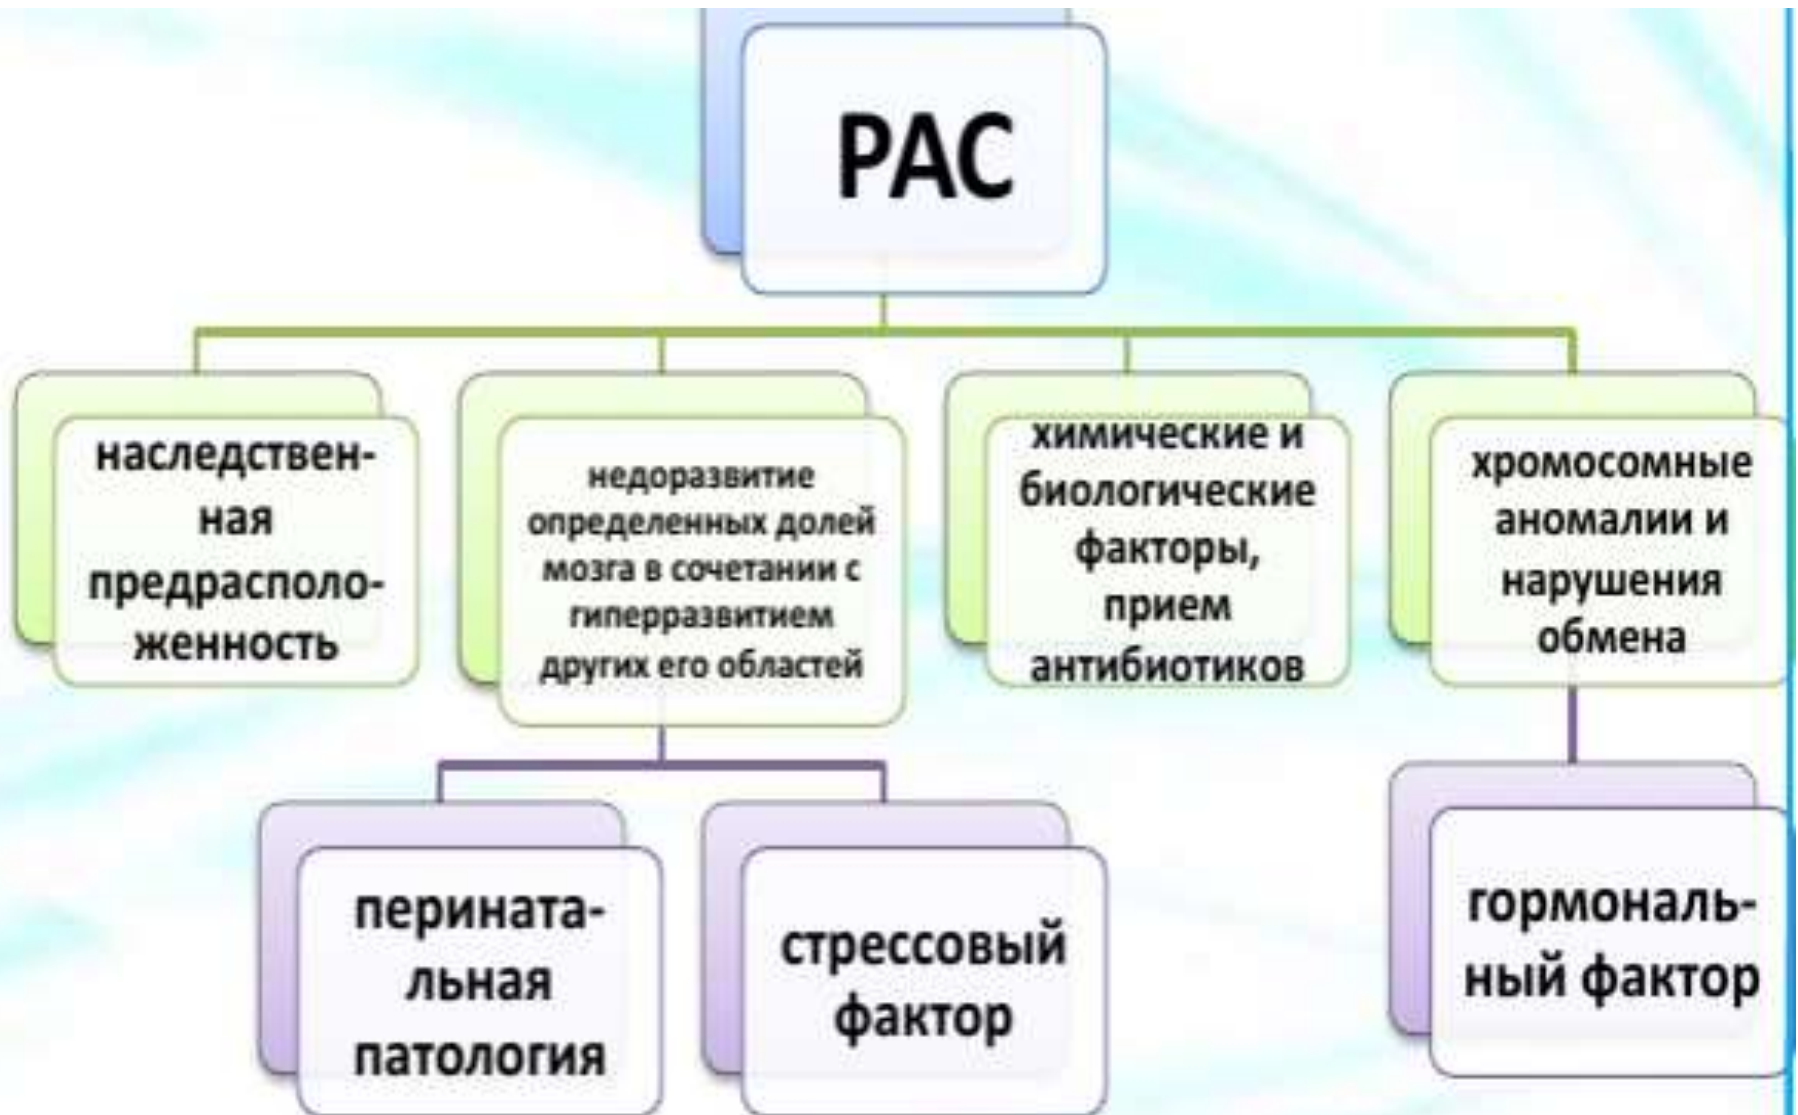 РАС
наследствен-
ная
предрасполо-
женность
недоразвитие
определенных долей
мозга в сочетании с
гиперразвитием
других его областей
химические и
биологические
факторы,
прием
антибиотиков
хромосомные
аномалии и
нарушения
обмена
перината-
льная
патология
стрессовый
фактор
гормональ-
ный фактор